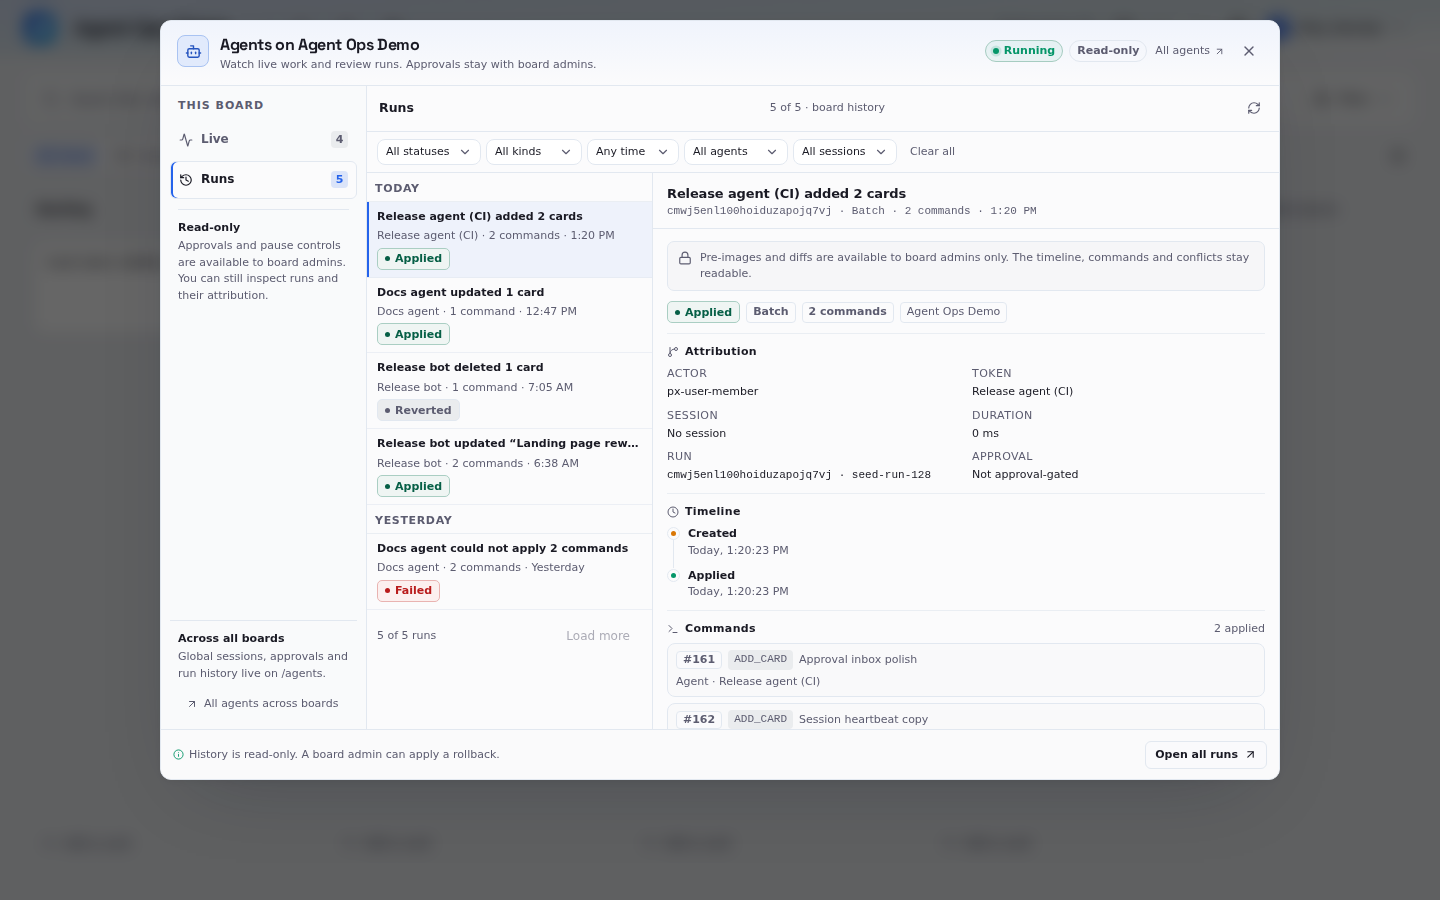 Agents on Agent Ops Demo
Watch live work and review runs. Approvals stay with board admins.
Running
Read-only
All agents
THIS BOARD
Live 4
Runs 5
Read-only
Approvals and pause controls
are available to board admins.
You can still inspect runs and
their attribution.
Across all boards
Global sessions, approvals and
run history live on /agents.
All agents across boards
Runs
5 of 5 · board history
All statuses
All kinds
Any time
All agents
All sessions
Clear all
TODAY
Release agent (CI) added 2 cards
Release agent (CI) · 2 commands · 1:20 PM
Applied
Docs agent updated 1 card
Docs agent · 1 command · 12:47 PM
Applied
Release bot deleted 1 card
Release bot · 1 command · 7:05 AM
Reverted
Release bot updated “Landing page rew...
Release bot · 2 commands · 6:38 AM
Applied
YESTERDAY
Docs agent could not apply 2 commands
Docs agent · 2 commands · Yesterday
Failed
5 of 5 runs
Load more
Release agent (CI) added 2 cards
cmwj5enl100hoiduzapojq7vj · Batch · 2 commands · 1:20 PM
Pre-images and diffs are available to board admins only. The timeline, commands and conflicts stay
readable.
Applied
Batch
2 commands
Agent Ops Demo
Attribution
ACTOR
px-user-member
TOKEN
Release agent (CI)
SESSION
No session
DURATION
0 ms
RUN
cmwj5enl100hoiduzapojq7vj · seed-run-128
APPROVAL
Not approval-gated
Timeline
Created
Today, 1:20:23 PM
Applied
Today, 1:20:23 PM
Commands
2 applied
#161 ADD_CARD Approval inbox polish
Agent · Release agent (CI)
#162 ADD_CARD Session heartbeat copy
History is read-only. A board admin can apply a rollback.
Open all runs